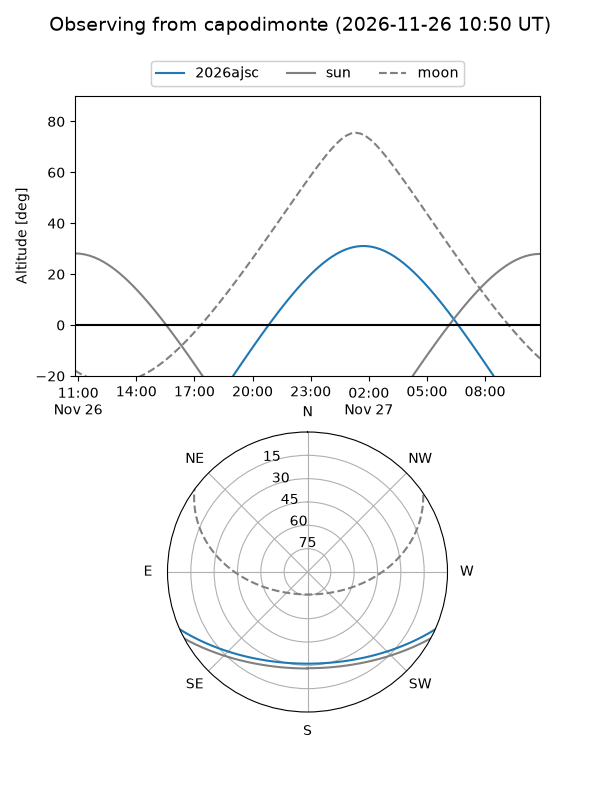 Observing from capodimonte (2026-11-26 10:50 UT)
2026ajsc sun moon
Altitude [deg]
80
60
40
20
0
−20
11:00 14:00 17:00 20:00 23:00 02:00 05:00 08:00
Nov 26 Nov 27
N
NE NW
15
30
45
60
75
E W
SE SW
S